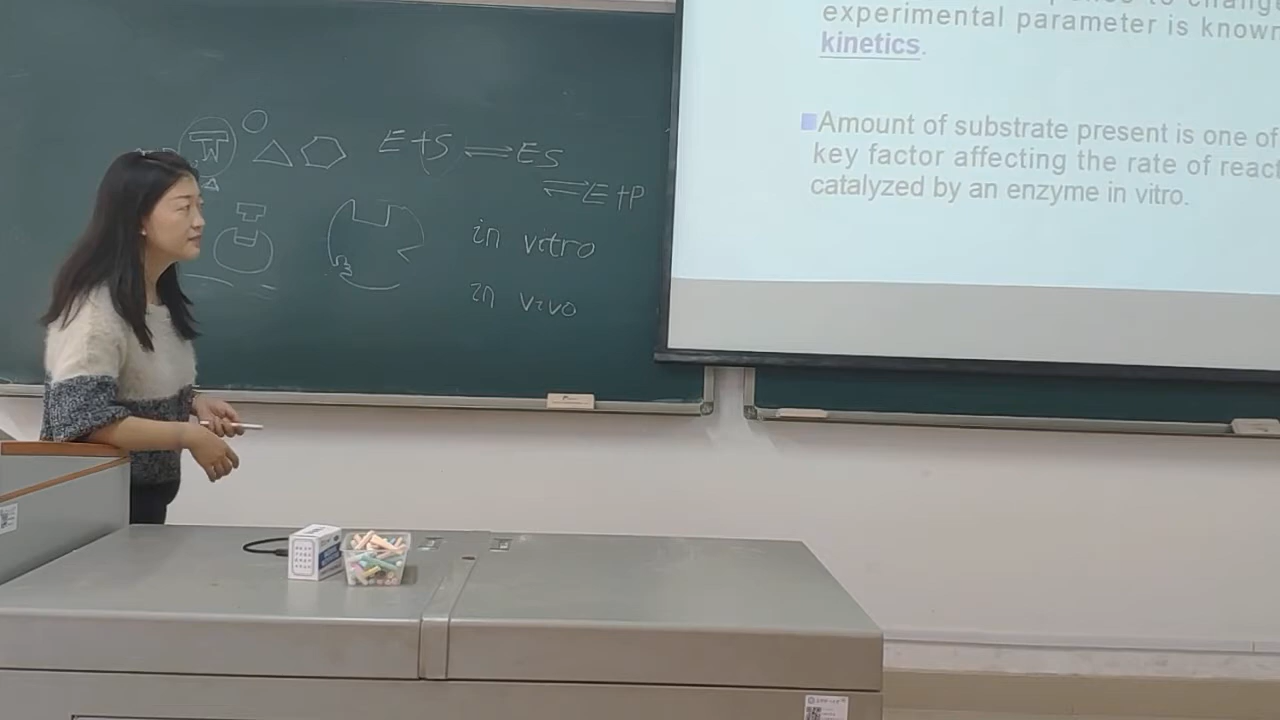 E+S ⇌ ES
⇌ E+P
in vitro
in vivo
experimental parameter is known
kinetics.
Amount of substrate present is one of
key factor affecting the rate of react
catalyzed by an enzyme in vitro.